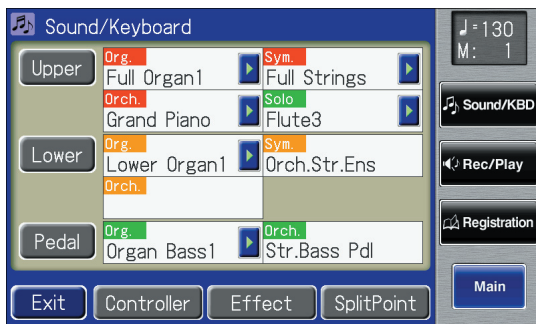 Sound/Keyboard
♩=130
M: 1
Upper
Org. Sym.
Full Organ1 Full Strings
Orch. Solo
Grand Piano Flute3
Lower
Org. Sym.
Lower Organ1 Orch.Str.Ens
Orch.
Pedal
Org. Orch.
Organ Bass1 Str.Bass Pdl
Exit Controller Effect SplitPoint
Sound/KBD
Rec/Play
Registration
Main